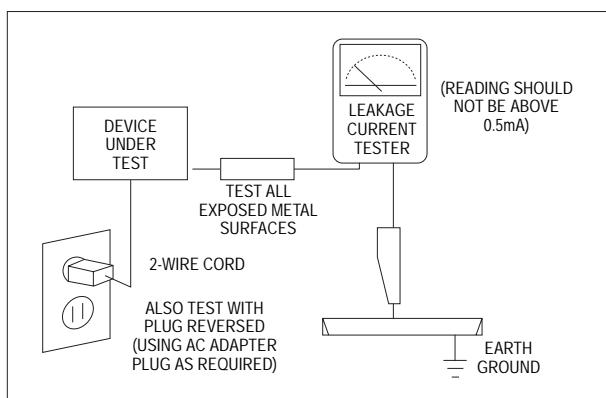 DEVICE
UNDER
TEST
LEAKAGE
CURRENT
TESTER
(READING SHOULD
NOT BE ABOVE
0.5mA)
TEST ALL
EXPOSED METAL
SURFACES
2-WIRE CORD
ALSO TEST WITH
PLUG REVERSED
(USING AC ADAPTER
PLUG AS REQUIRED)
EARTH
GROUND